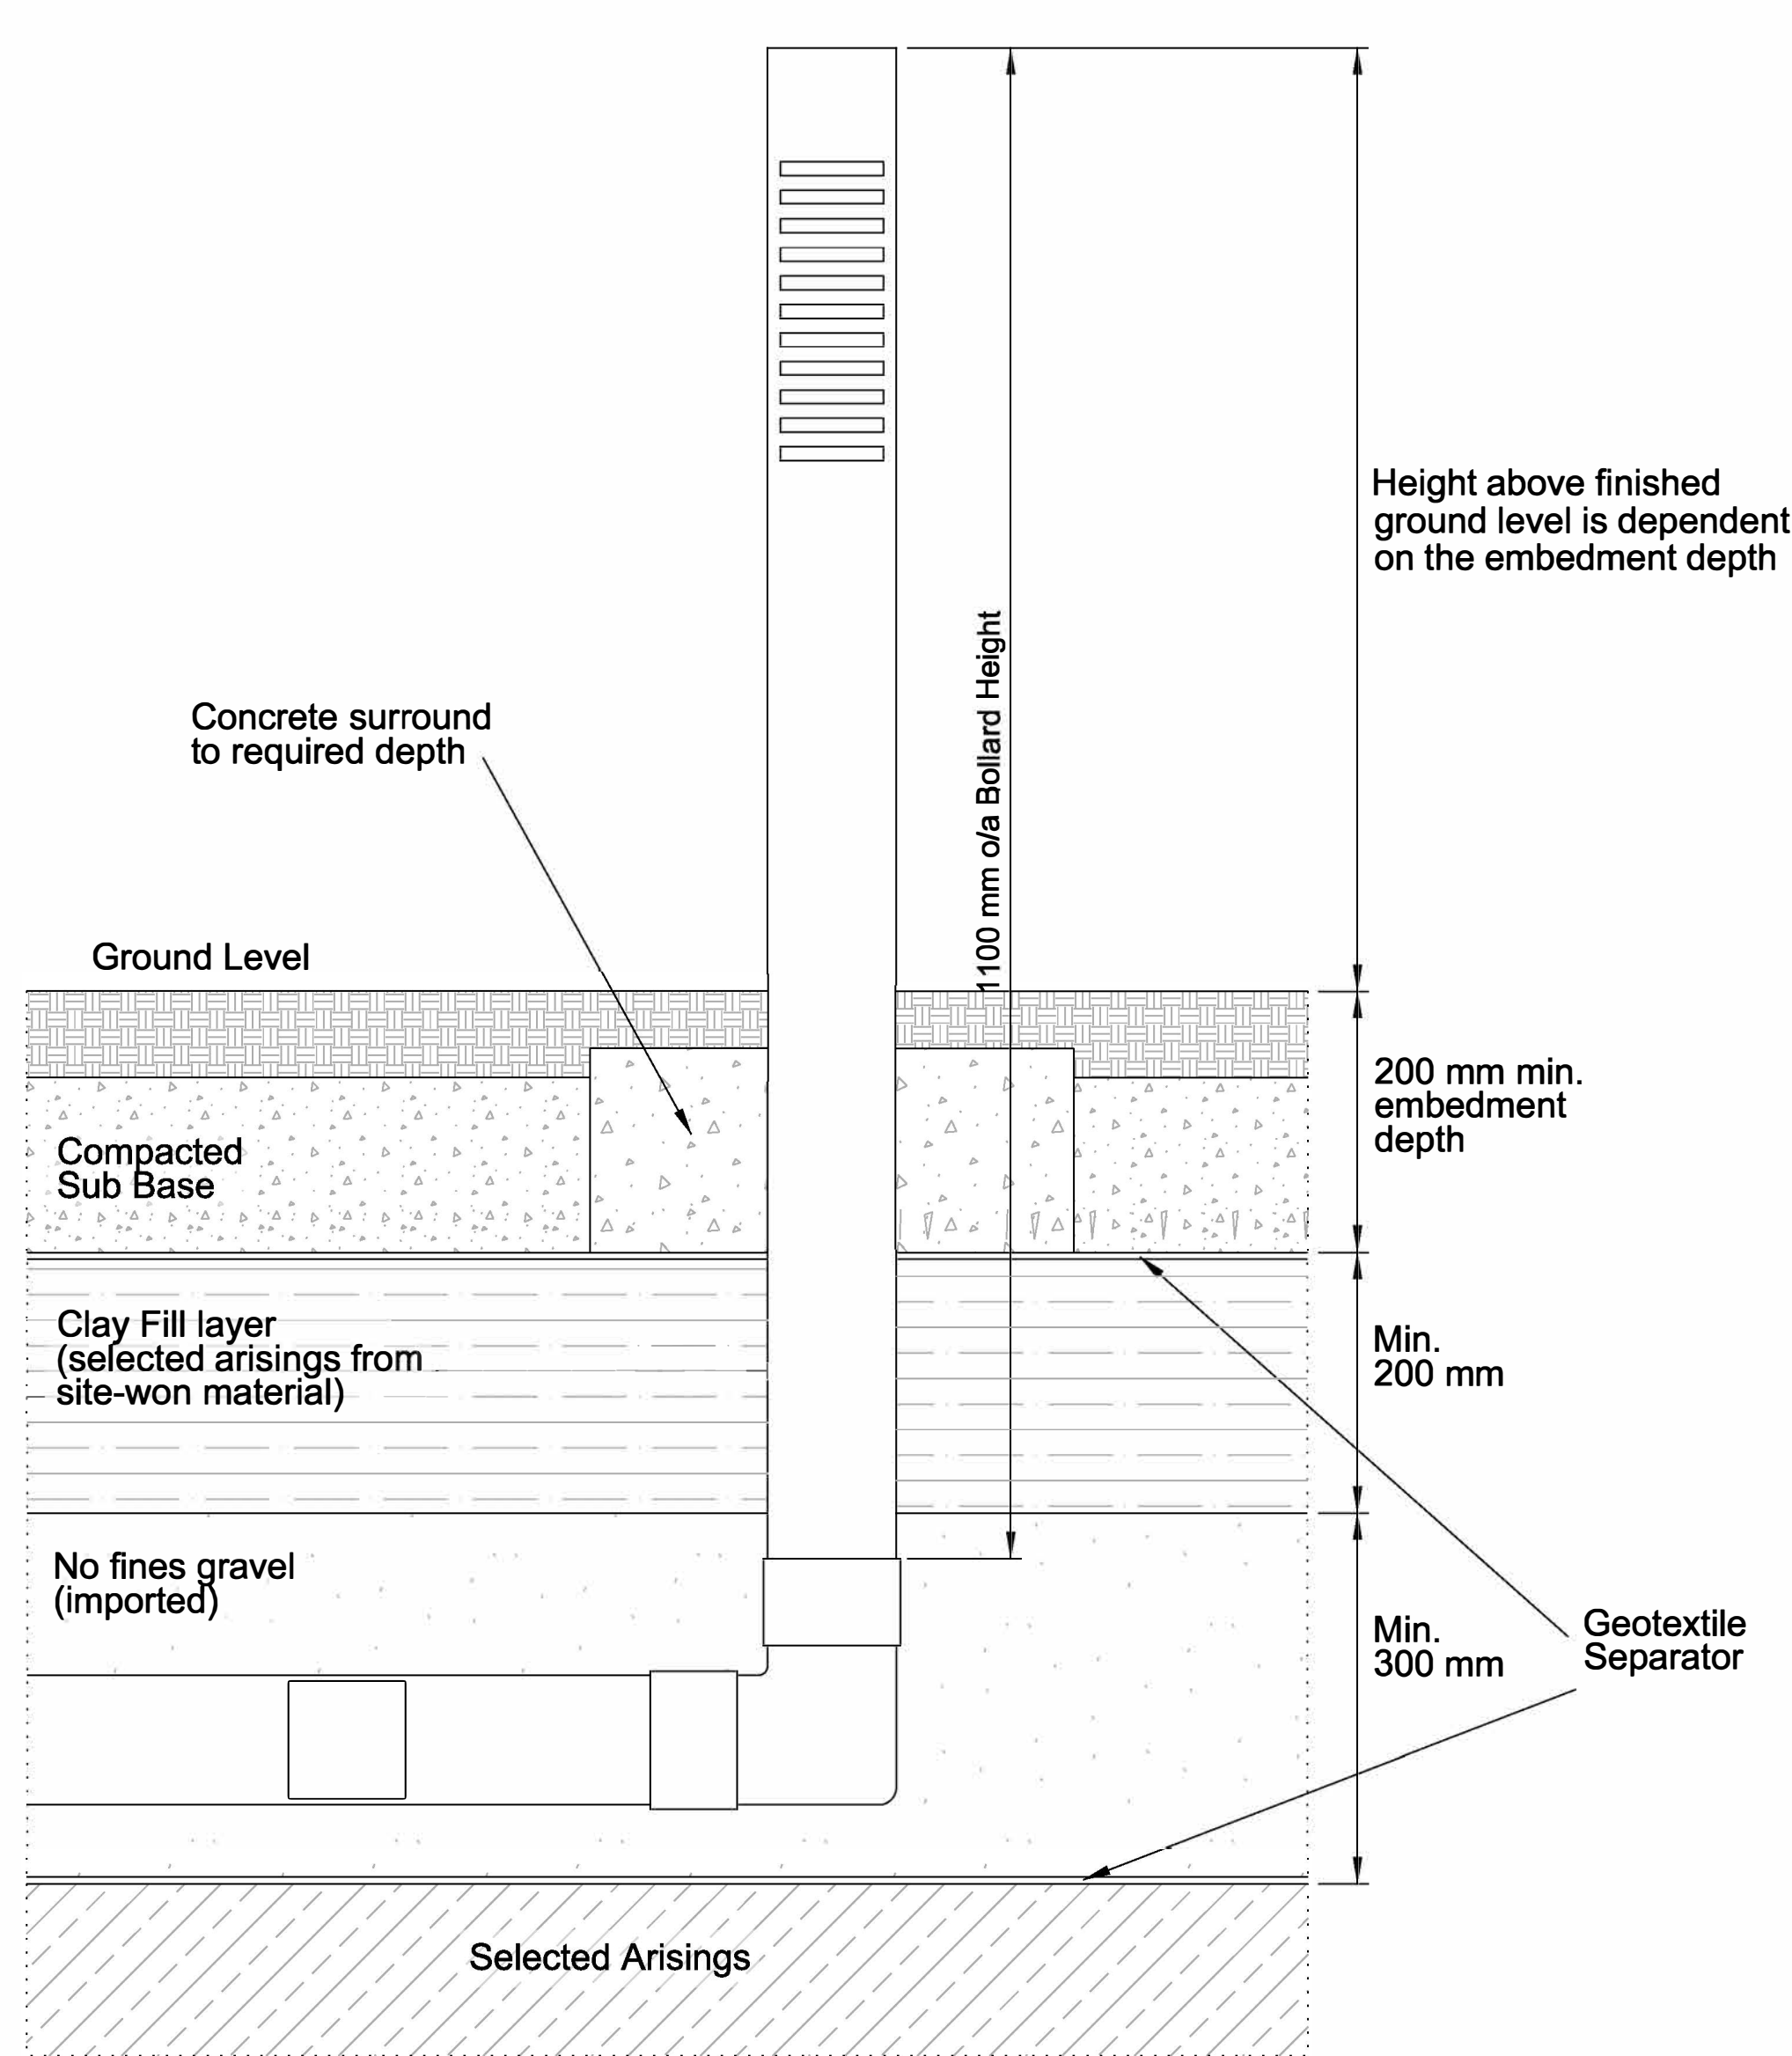 Height above finished
ground level is dependent
on the embedment depth
1100 mm o/a Bollard Height
Concrete surround
to required depth
Ground Level
200 mm min.
embedment
depth
Compacted
Sub Base
Clay Fill layer
(selected arisings from
site-won material)
Min.
200 mm
No fines gravel
(imported)
Min.
300 mm
Geotextile
Separator
Selected Arisings